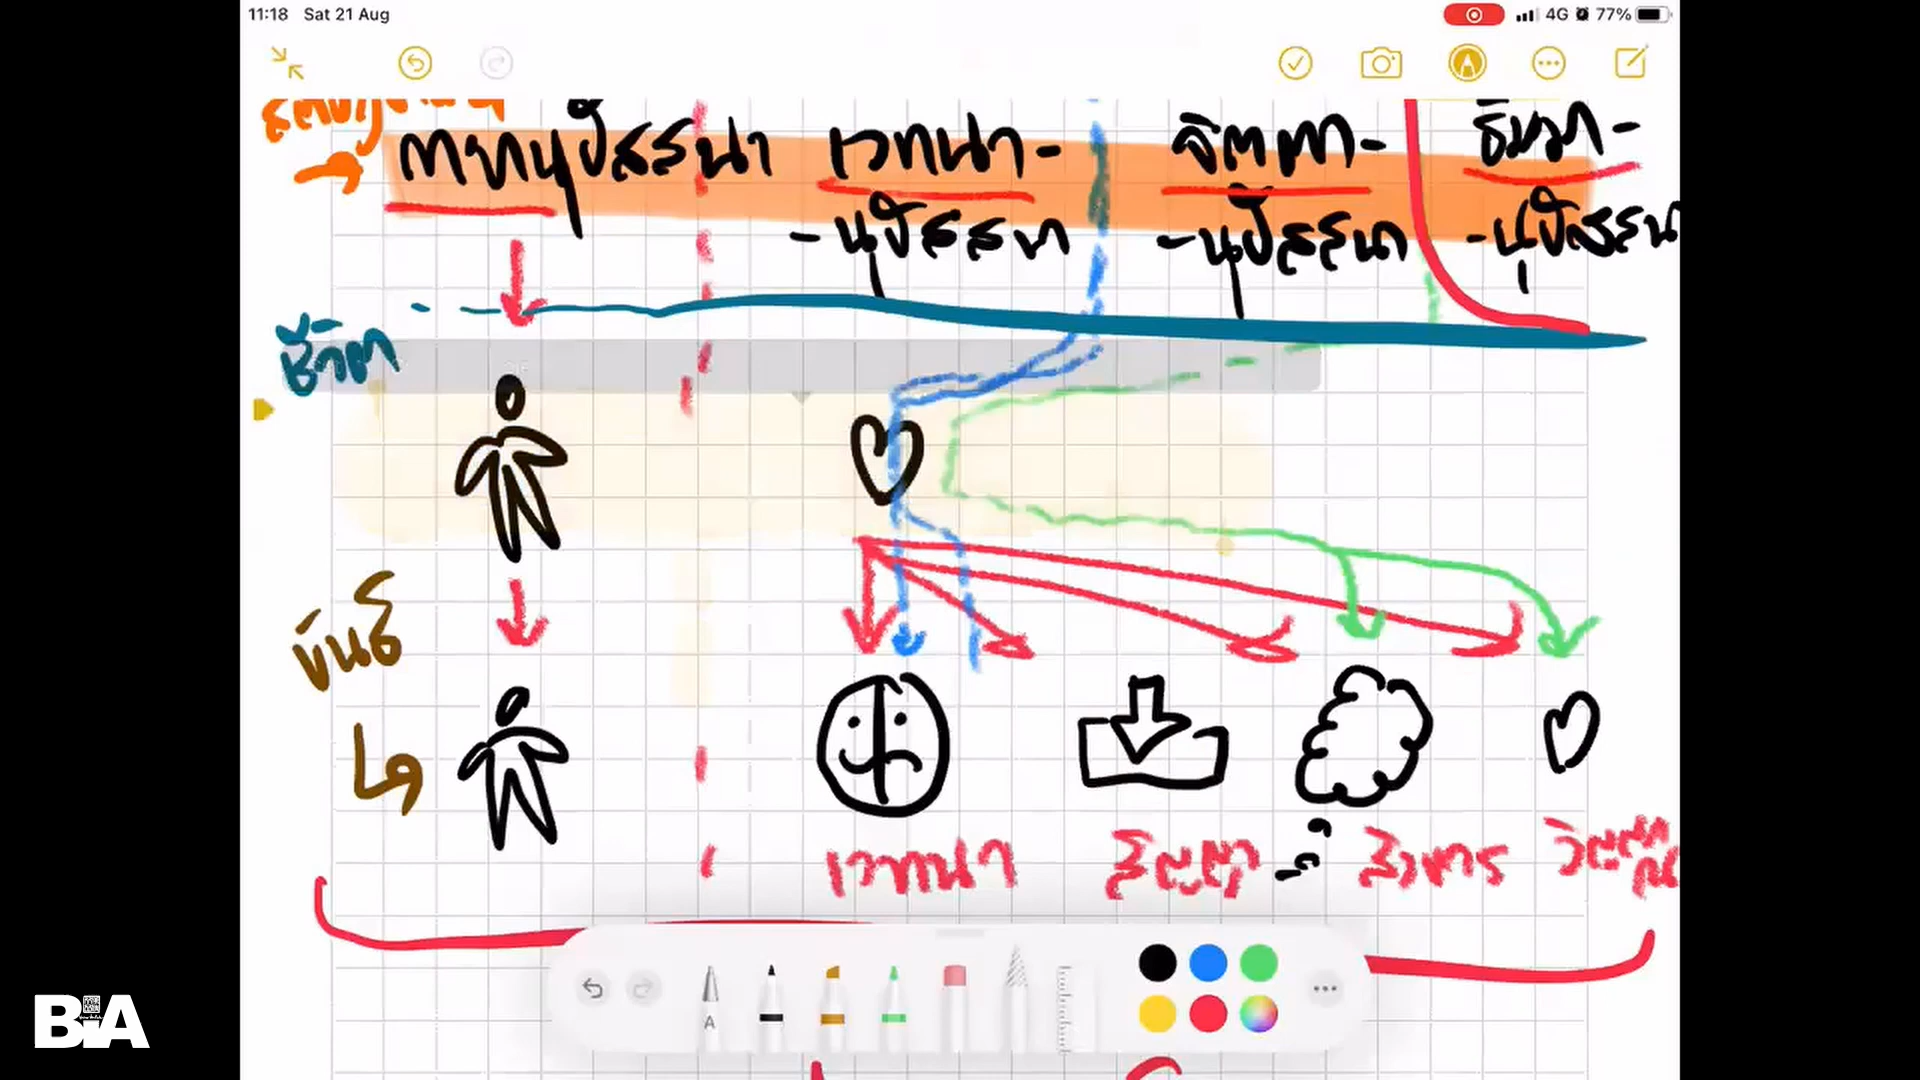 11:18 Sat 21 Aug 4G 77%
กายานุปัสสนา เวทนา- จิตตา- ธัมมา-
-นุปัสสนา -นุปัสสนา -นุปัสสนา
ชีวิต
ขันธ์
เวทนา สัญญา สังขาร วิญญาณ
A
BiA